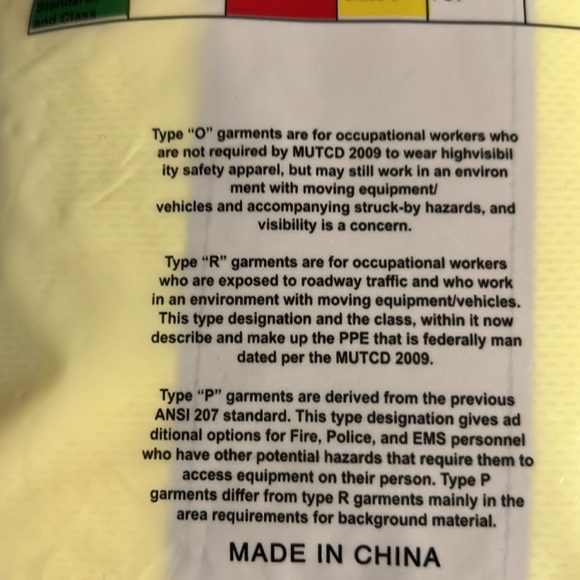 Standards
and Class
Type “O” garments are for occupational workers who
are not required by MUTCD 2009 to wear highvisibil
ity safety apparel, but may still work in an environ
ment with moving equipment/
vehicles and accompanying struck-by hazards, and
visibility is a concern.
Type “R” garments are for occupational workers
who are exposed to roadway traffic and who work
in an environment with moving equipment/vehicles.
This type designation and the class, within it now
describe and make up the PPE that is federally man
dated per the MUTCD 2009.
Type “P” garments are derived from the previous
ANSI 207 standard. This type designation gives ad
ditional options for Fire, Police, and EMS personnel
who have other potential hazards that require them to
access equipment on their person. Type P
garments differ from type R garments mainly in the
area requirements for background material.
MADE IN CHINA